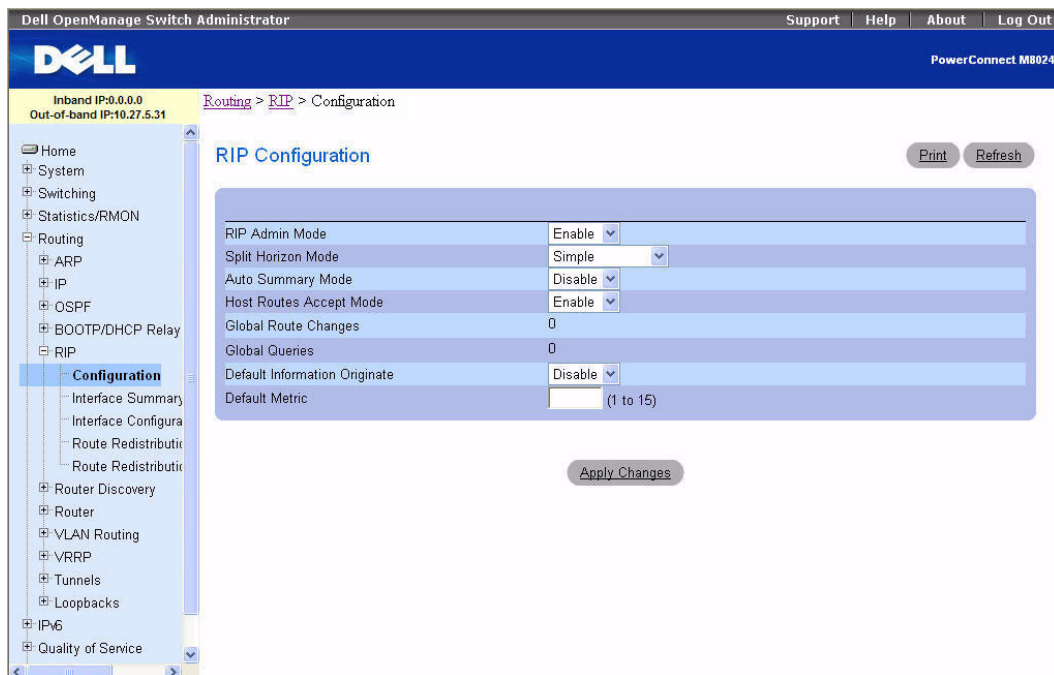 Dell OpenManage Switch Administrator Support Help About Log Out
DELL
PowerConnect M8024
Inband IP:0.0.0.0
Out-of-band IP:10.27.5.31
Routing > RIP > Configuration
Home
System
Switching
Statistics/RMON
Routing
ARP
IP
OSPF
BOOTP/DHCP Relay
RIP
Configuration
Interface Summary
Interface Configura
Route Redistributio
Route Redistributio
Router Discovery
Router
VLAN Routing
VRRP
Tunnels
Loopbacks
IPv6
Quality of Service
RIP Configuration
Print Refresh
RIP Admin Mode Enable
Split Horizon Mode Simple
Auto Summary Mode Disable
Host Routes Accept Mode Enable
Global Route Changes 0
Global Queries 0
Default Information Originate Disable
Default Metric (1 to 15)
Apply Changes